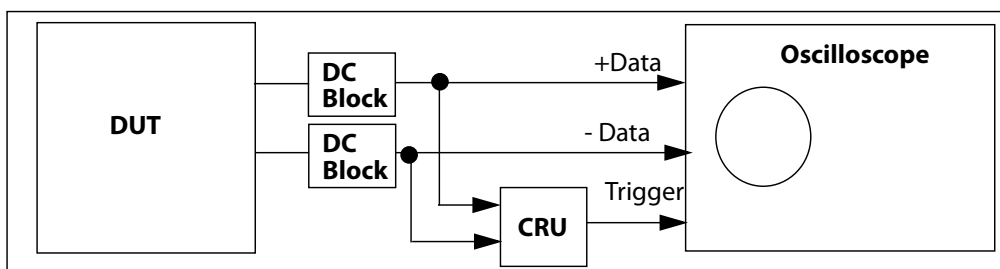 DUT
DC
Block
DC
Block
+Data
- Data
Trigger
CRU
Oscilloscope